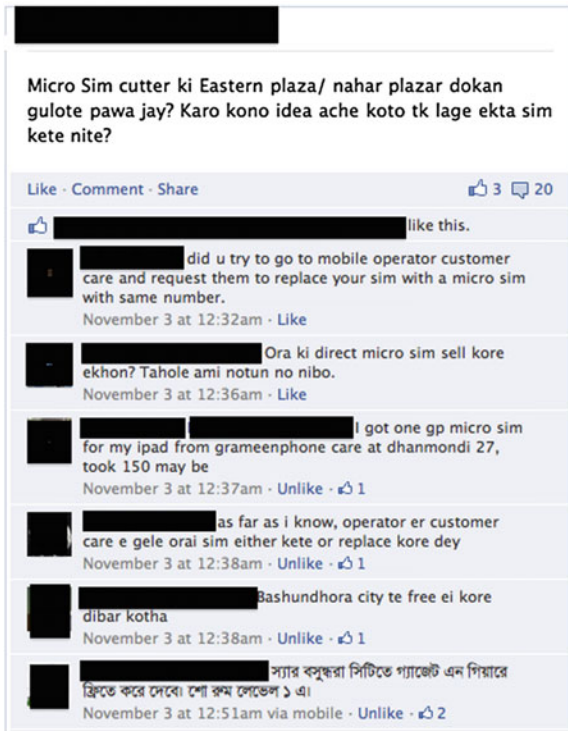 Micro Sim cutter ki Eastern plaza/ nahar plazar dokan
gulote pawa jay? Karo kono idea ache koto tk lage ekta sim
kete nite?
Like · Comment · Share 3 20
like this.
did u try to go to mobile operator customer
care and request them to replace your sim with a micro sim
with same number.
November 3 at 12:32am · Like
Ora ki direct micro sim sell kore
ekhon? Tahole ami notun no nibo.
November 3 at 12:36am · Like
I got one gp micro sim
for my ipad from grameenphone care at dhanmondi 27,
took 150 may be
November 3 at 12:37am · Unlike · 1
as far as i know, operator er customer
care e gele orai sim either kete or replace kore dey
November 3 at 12:38am · Unlike · 1
Bashundhora city te free ei kore
dibar kotha
November 3 at 12:38am · Unlike · 1
স্যার বসুন্ধরা সিটিতে গ্যাজেট এন গিয়ারে
ফ্রিতে করে দেবে। শো রুম লেভেল ১ এ।
November 3 at 12:51am via mobile · Unlike · 2